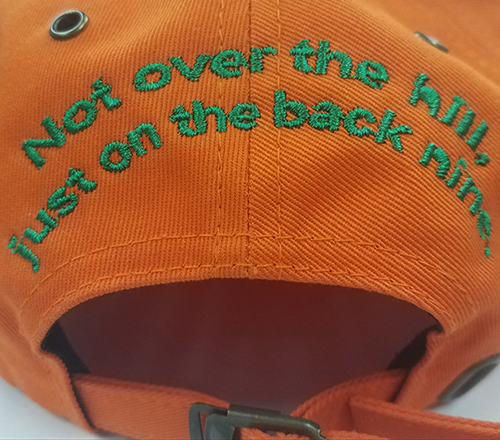 Not over the hill,
just on the back nine.